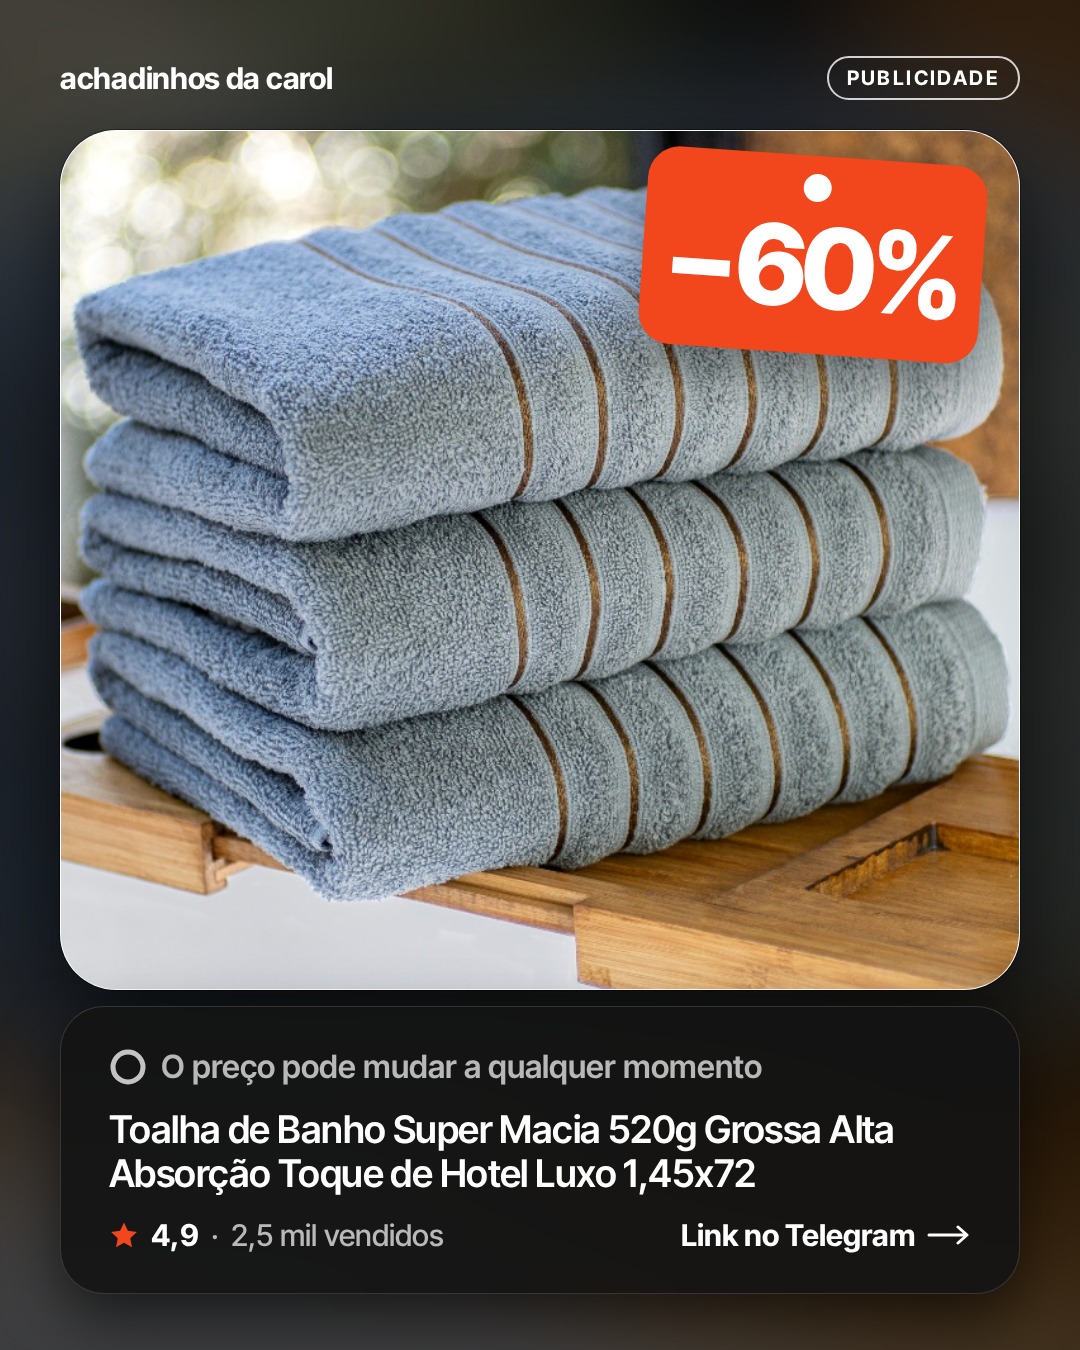 achadinhos da carol
PUBLICIDADE
–60%
O preço pode mudar a qualquer momento
Toalha de Banho Super Macia 520g Grossa Alta
Absorção Toque de Hotel Luxo 1,45x72
4,9 · 2,5 mil vendidos
Link no Telegram →